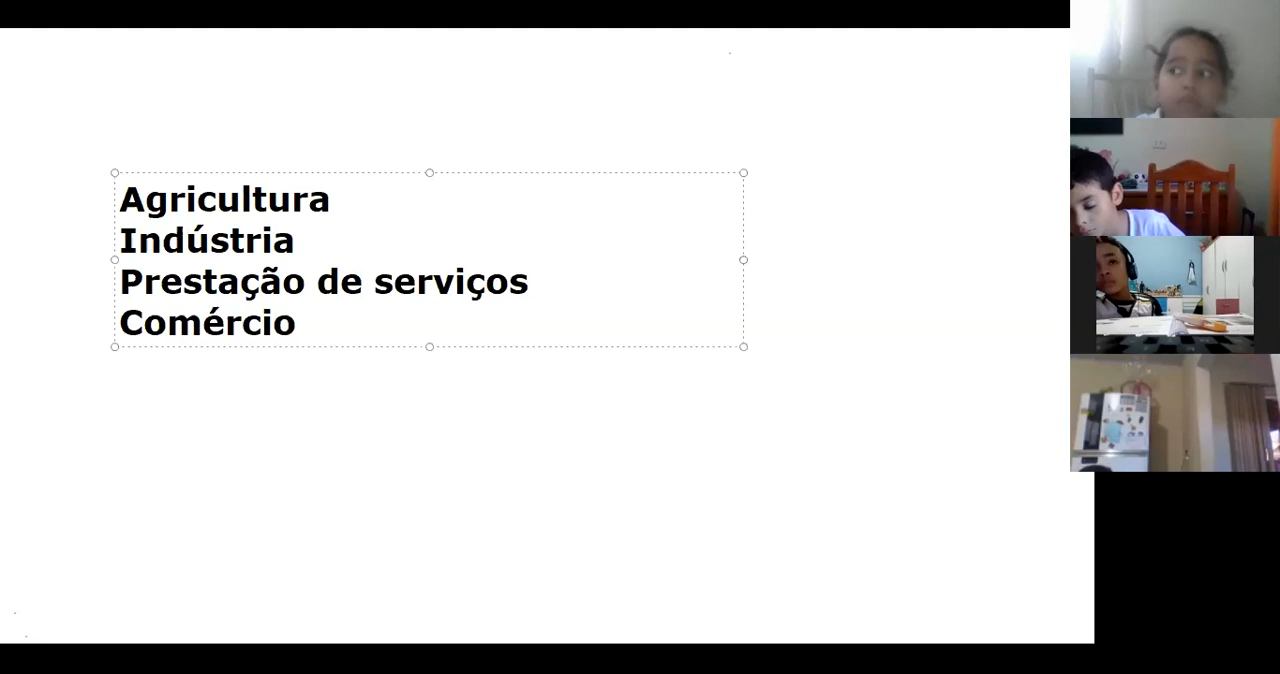 Agricultura
Indústria
Prestação de serviços
Comércio